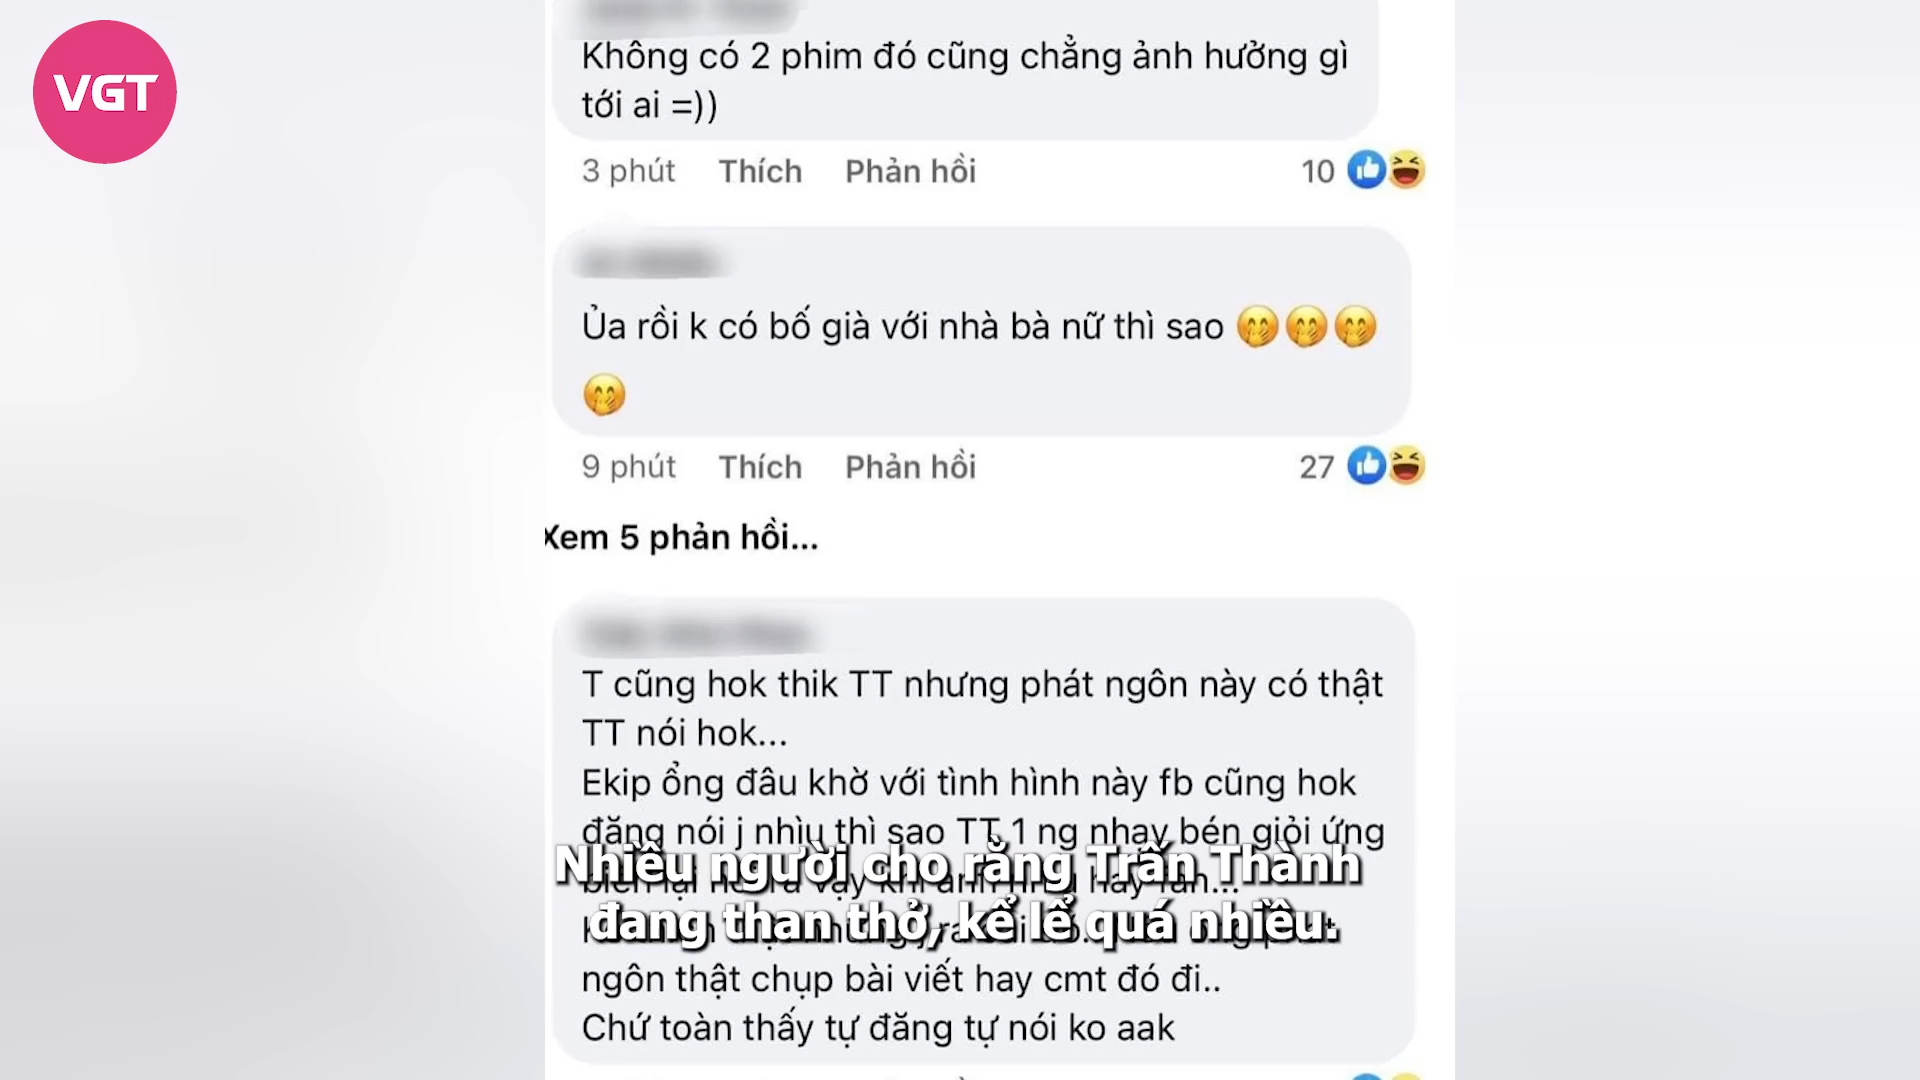 VGT
Không có 2 phim đó cũng chẳng ảnh hưởng gì
tới ai =))
3 phút Thích Phản hồi 10
Ủa rồi k có bố già với nhà bà nữ thì sao 🤭🤭🤭
🤭
9 phút Thích Phản hồi 27
Xem 5 phản hồi...
T cũng hok thik TT nhưng phát ngôn này có thật
TT nói hok...
Ekip ổng đâu khờ với tình hình này fb cũng hok
đăng nói j nhìu thì sao TT 1 ng nhạy bén giỏi ứng
Nhiều người cho rằng Trấn Thành
đang than thở, kể lể quá nhiều.
ngôn thật chụp bài viết hay cmt đó đi..
Chứ toàn thấy tự đăng tự nói ko aak